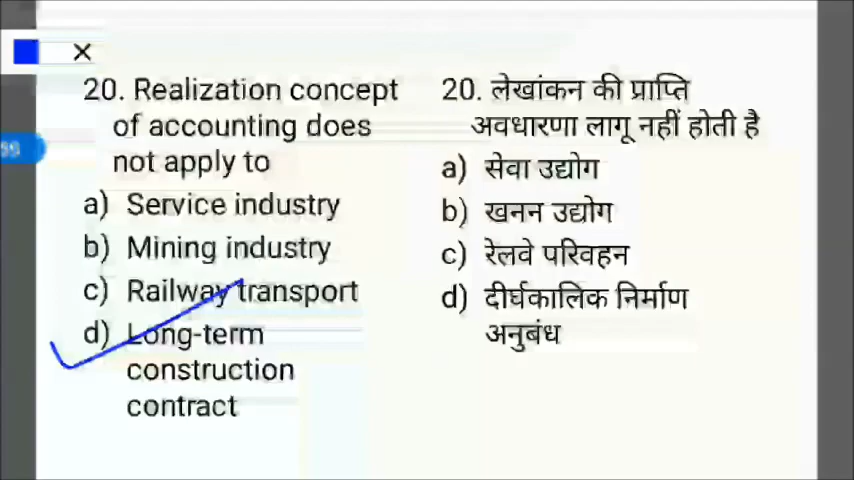 20. Realization concept
of accounting does
not apply to
a) Service industry
b) Mining industry
c) Railway transport
d) Long-term
construction
contract
20. लेखांकन की प्राप्ति
अवधारणा लागू नहीं होती है
a) सेवा उद्योग
b) खनन उद्योग
c) रेलवे परिवहन
d) दीर्घकालिक निर्माण
अनुबंध